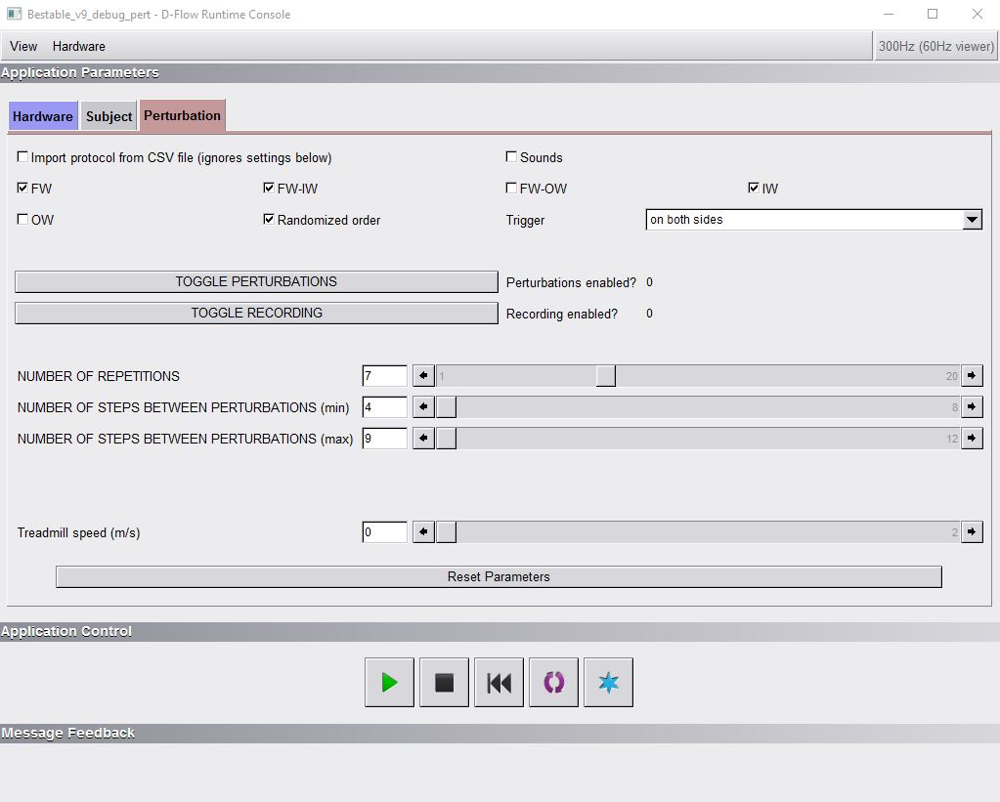 Bestable_v9_debug_pert - D-Flow Runtime Console
View Hardware 300Hz (60Hz viewer)
Application Parameters
Hardware Subject Perturbation
Import protocol from CSV file (ignores settings below) Sounds
FW FW-IW FW-OW IW
OW Randomized order Trigger on both sides
TOGGLE PERTURBATIONS Perturbations enabled? 0
TOGGLE RECORDING Recording enabled? 0
NUMBER OF REPETITIONS 7 1 20
NUMBER OF STEPS BETWEEN PERTURBATIONS (min) 4 8
NUMBER OF STEPS BETWEEN PERTURBATIONS (max) 9 12
Treadmill speed (m/s) 0 2
Reset Parameters
Application Control
Message Feedback